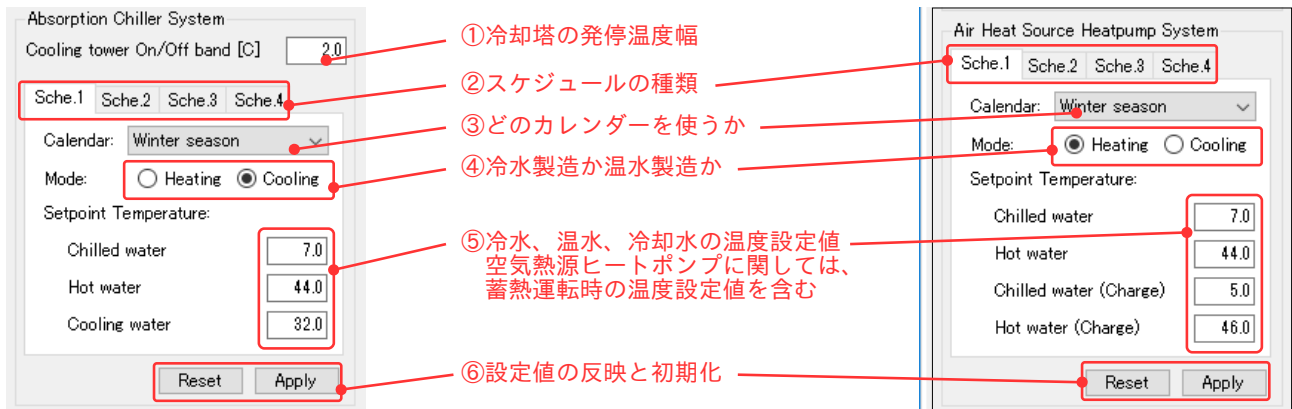 Absorption Chiller System
Cooling tower On/Off band [C] 2.0
Sche.1 Sche.2 Sche.3 Sche.4
Calendar: Winter season
Mode: Heating Cooling
Setpoint Temperature:
Chilled water 7.0
Hot water 44.0
Cooling water 32.0
Reset Apply
①冷却塔の発停温度幅
②スケジュールの種類
③どのカレンダーを使うか
④冷水製造か温水製造か
⑤冷水、温水、冷却水の温度設定値
空気熱源ヒートポンプに関しては、
蓄熱運転時の温度設定値を含む
⑥設定値の反映と初期化
Air Heat Source Heatpump System
Sche.1 Sche.2 Sche.3 Sche.4
Calendar: Winter season
Mode: Heating Cooling
Setpoint Temperature:
Chilled water 7.0
Hot water 44.0
Chilled water (Charge) 5.0
Hot water (Charge) 46.0
Reset Apply